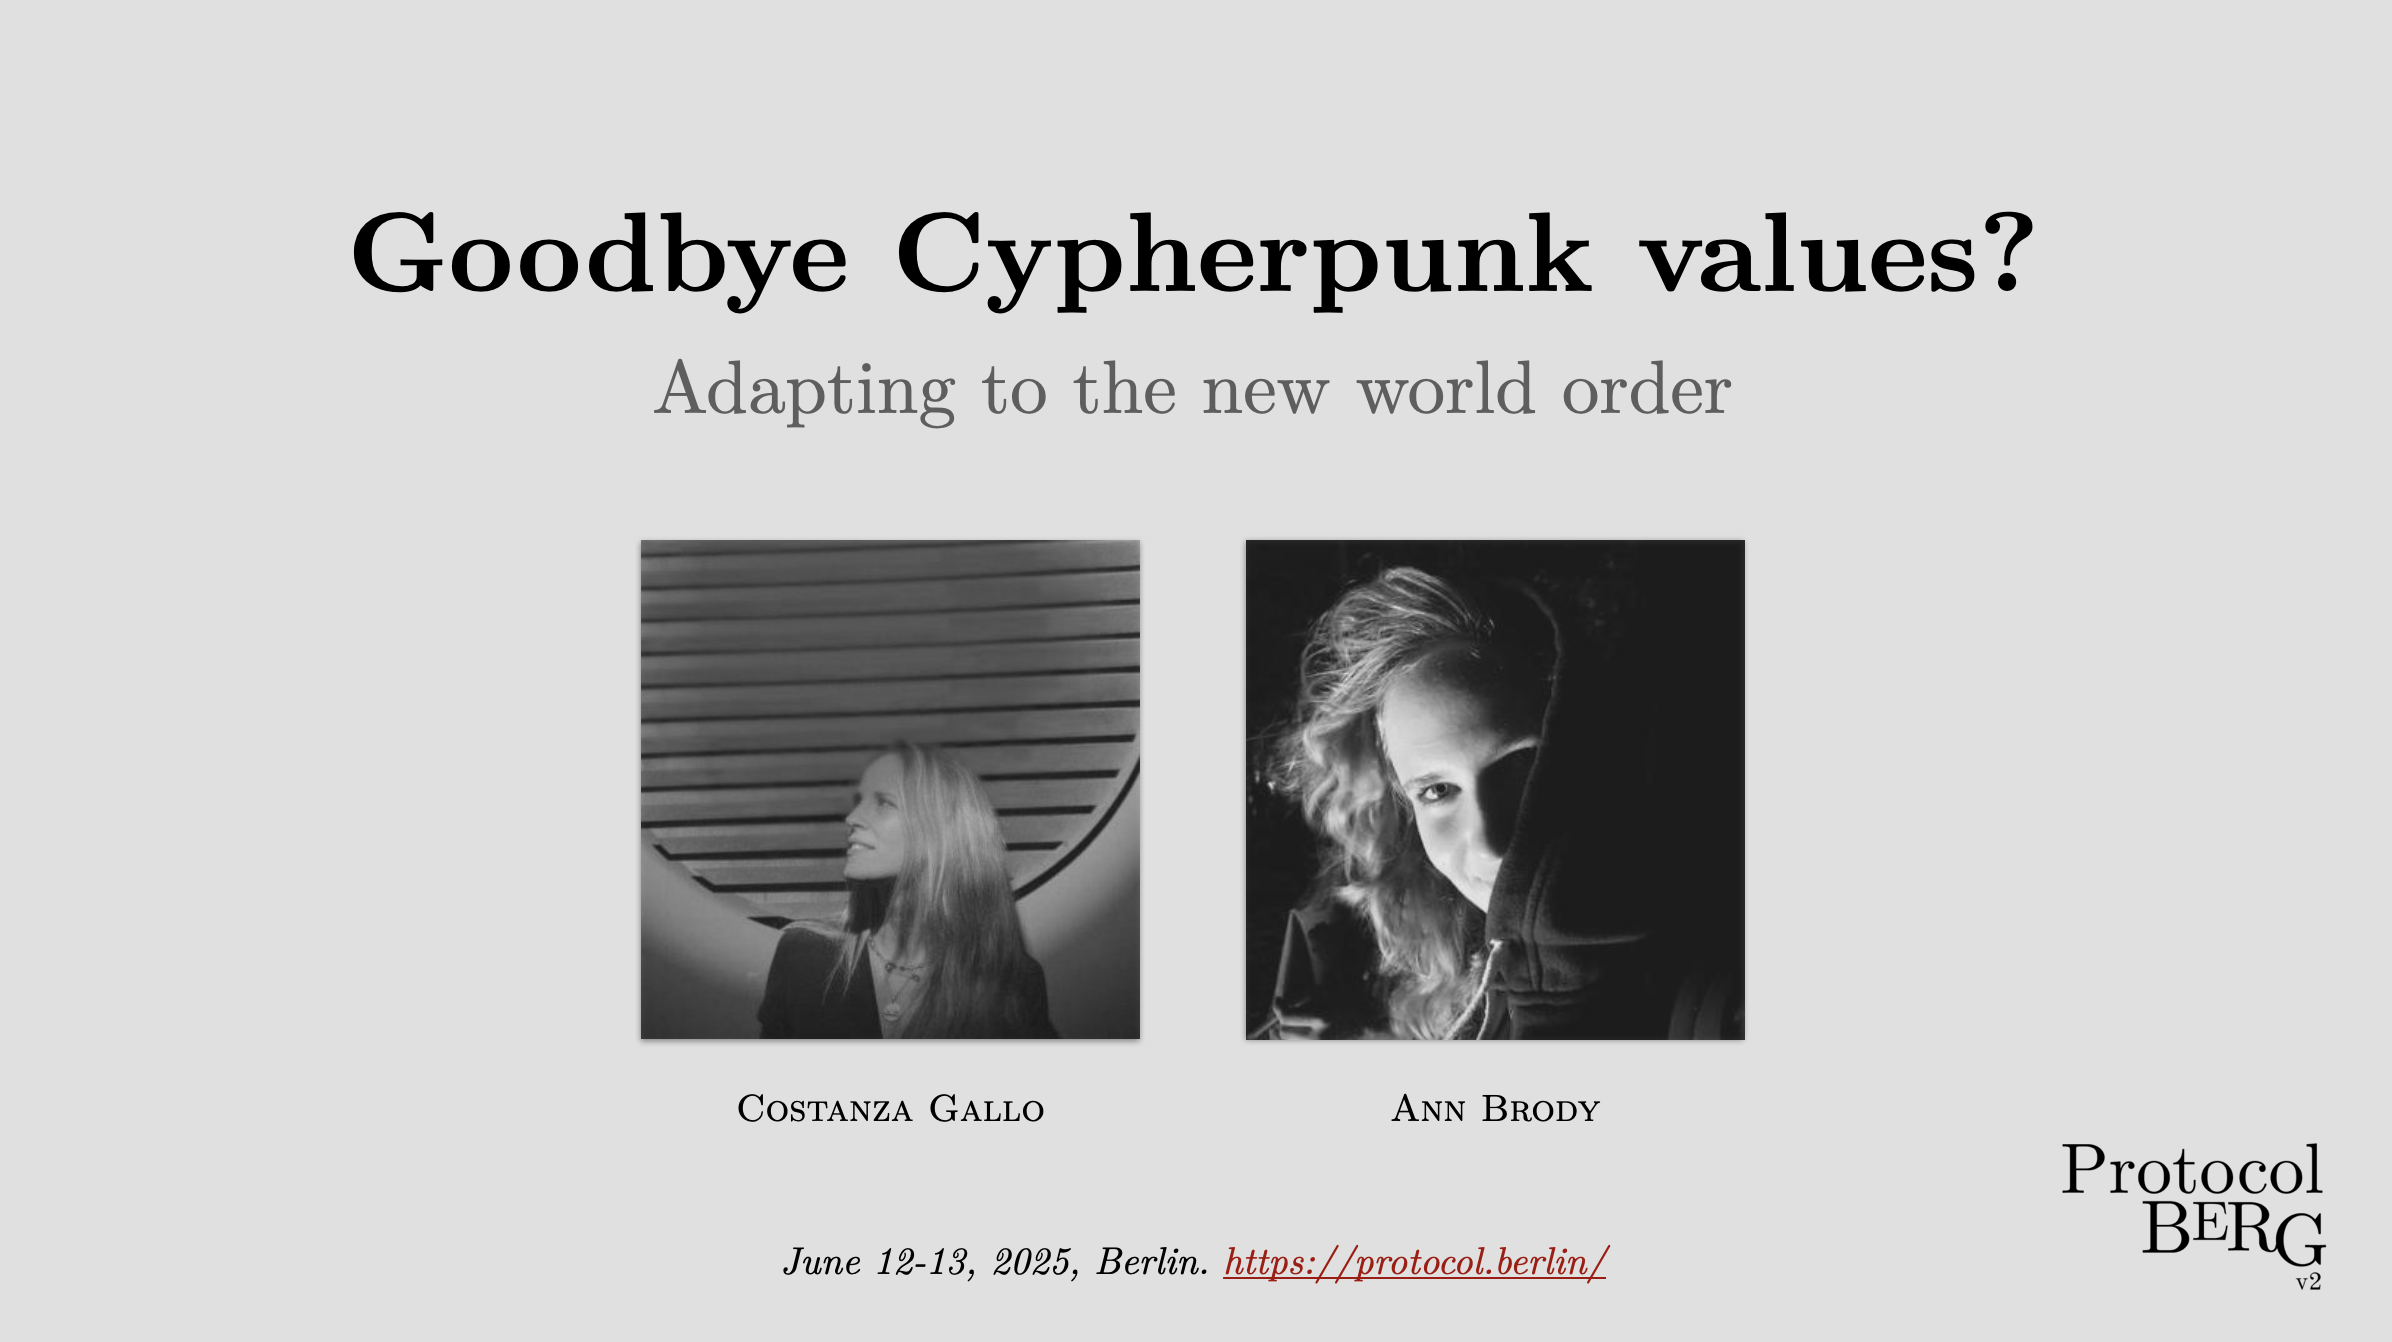 Goodbye Cypherpunk values?
Adapting to the new world order
Costanza Gallo
Ann Brody
June 12-13, 2025, Berlin. https://protocol.berlin/
Protocol
BERG
v2